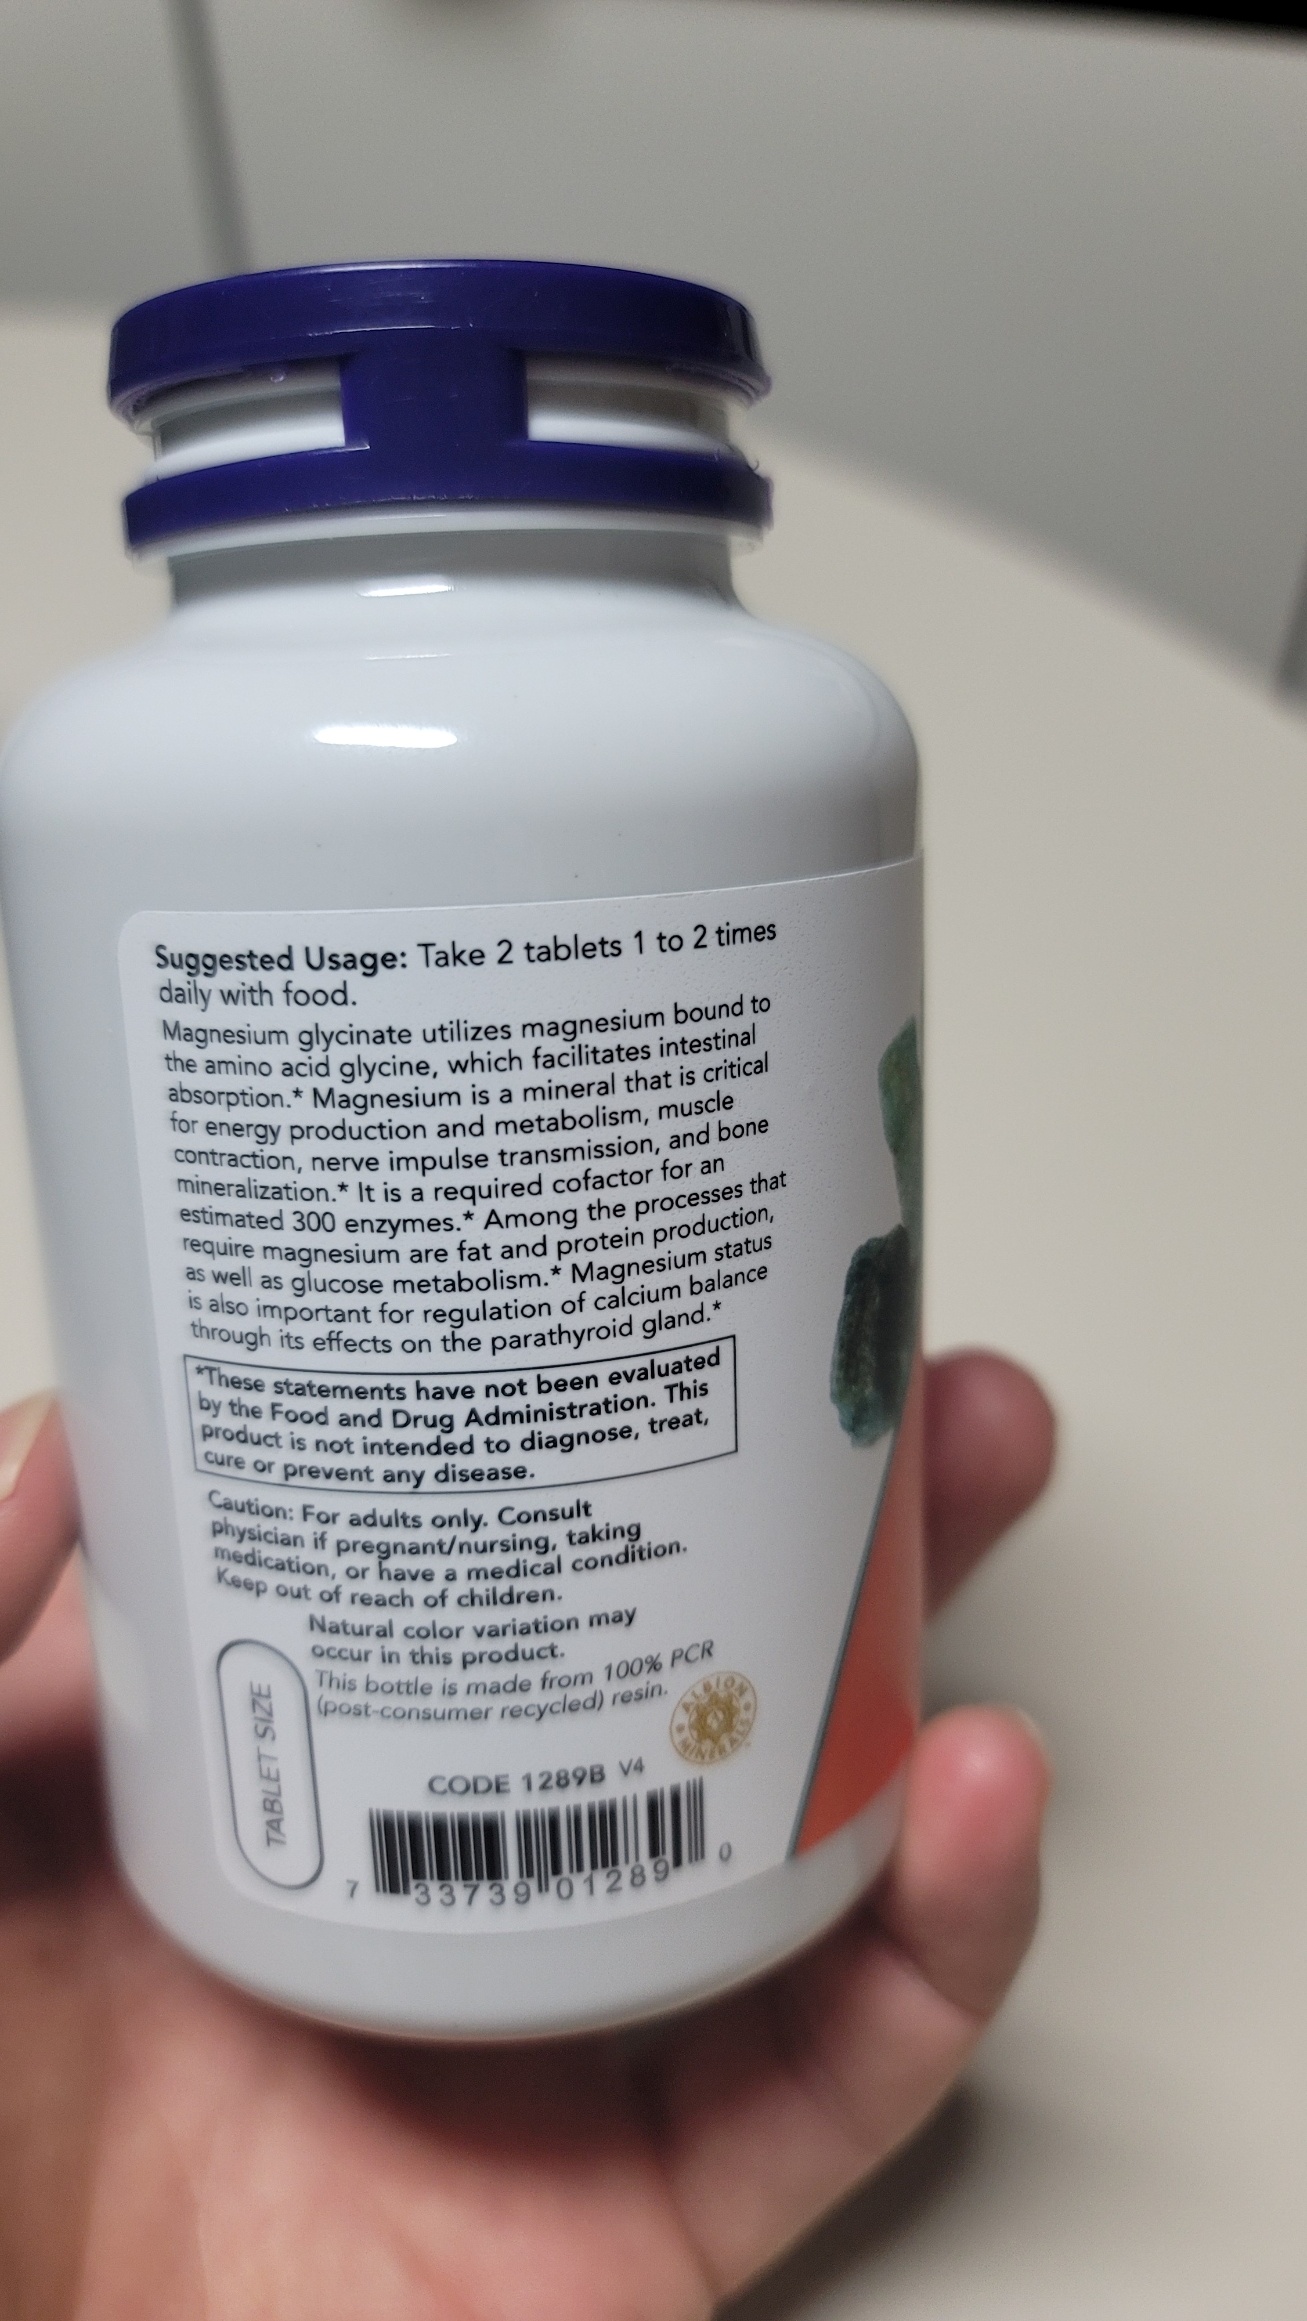 Suggested Usage: Take 2 tablets 1 to 2 times
daily with food.
Magnesium glycinate utilizes magnesium bound to
the amino acid glycine, which facilitates intestinal
absorption.* Magnesium is a mineral that is critical
for energy production and metabolism, muscle
contraction, nerve impulse transmission, and bone
mineralization.* It is a required cofactor for an
estimated 300 enzymes.* Among the processes that
require magnesium are fat and protein production,
as well as glucose metabolism.* Magnesium status
is also important for regulation of calcium balance
through its effects on the parathyroid gland.*
*These statements have not been evaluated
by the Food and Drug Administration. This
product is not intended to diagnose, treat,
cure or prevent any disease.
Caution: For adults only. Consult
physician if pregnant/nursing, taking
medication, or have a medical condition.
Keep out of reach of children.
Natural color variation may
occur in this product.
This bottle is made from 100% PCR
(post-consumer recycled) resin.
TABLET SIZE
ALBION
MINERALS
CODE 1289B V4
7 33739 01289 0